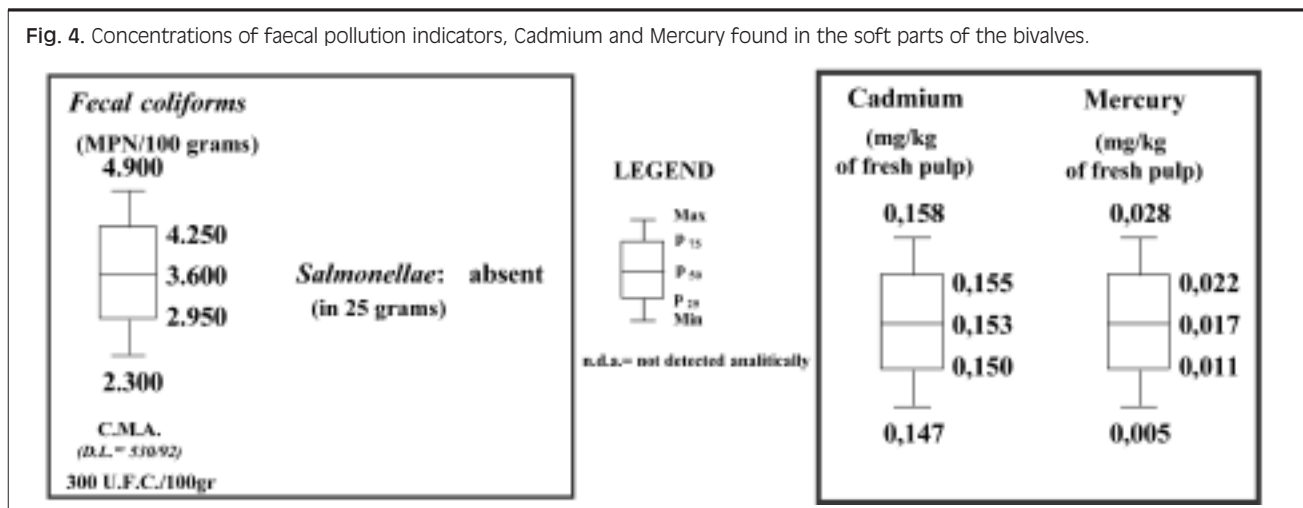 Fig. 4. Concentrations of faecal pollution indicators, Cadmium and Mercury found in the soft parts of the bivalves.
Fecal coliforms
(MPN/100 grams)
4.900
4.250
3.600
2.950
2.300
C.M.A.
(D.L.= 530/92)
300 U.F.C./100gr
Salmonellae: absent
(in 25 grams)
LEGEND
Max
P 75
P 50
P 25
Min
n.d.a.= not detected analitically
Cadmium
(mg/kg
of fresh pulp)
0,158
0,155
0,153
0,150
0,147
Mercury
(mg/kg
of fresh pulp)
0,028
0,022
0,017
0,011
0,005